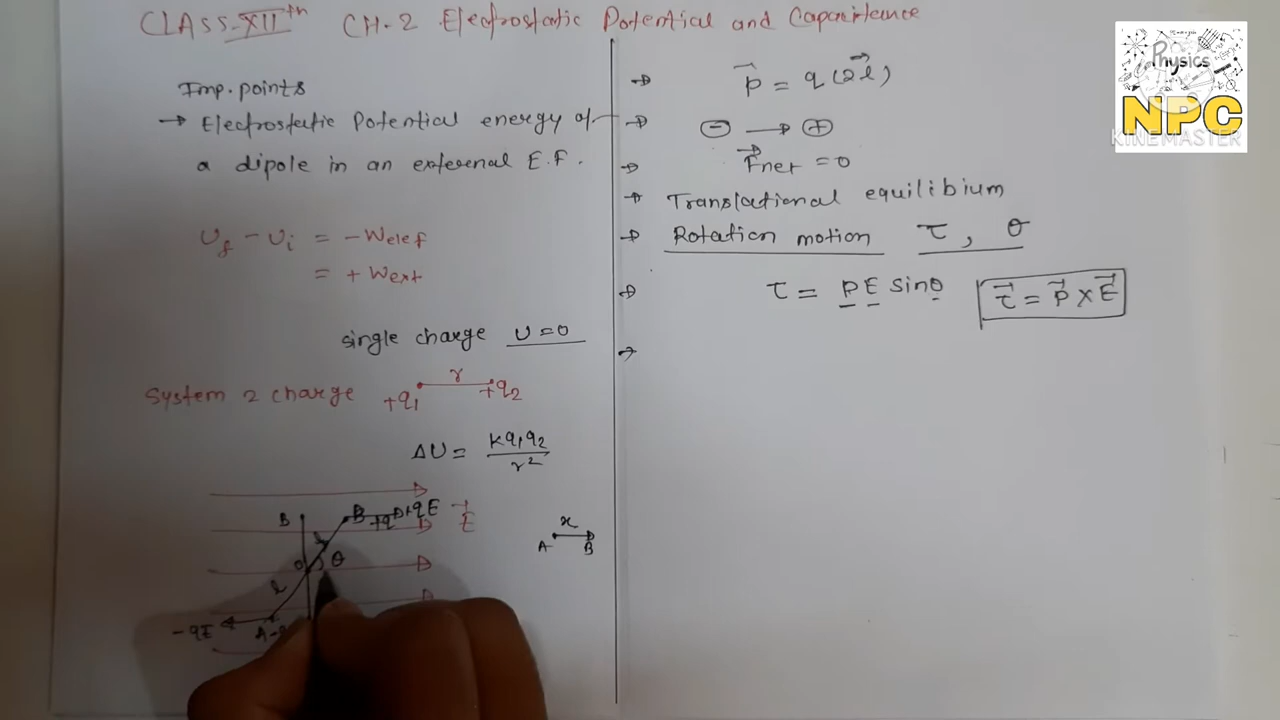 CLASS-XIIth CH-2 Electrostatic Potential and Capacitence
Imp. points
→ Electrostatic Potential energy of
a dipole in an external E.F.
Uf - Ui = -Welef
= + Wext
single charge U=0
System 2 charge +q1 r +q2
ΔU = Kq1q2/r2
B B +q +qE E
x
A B
O θ
l
-qE A-q
p = q(2l)
⊖ → ⊕
Fnet = 0
Translational equilibium
Rotation motion τ, θ
τ = PE sinθ τ = P × E
Physics
NPC
KINEMASTER